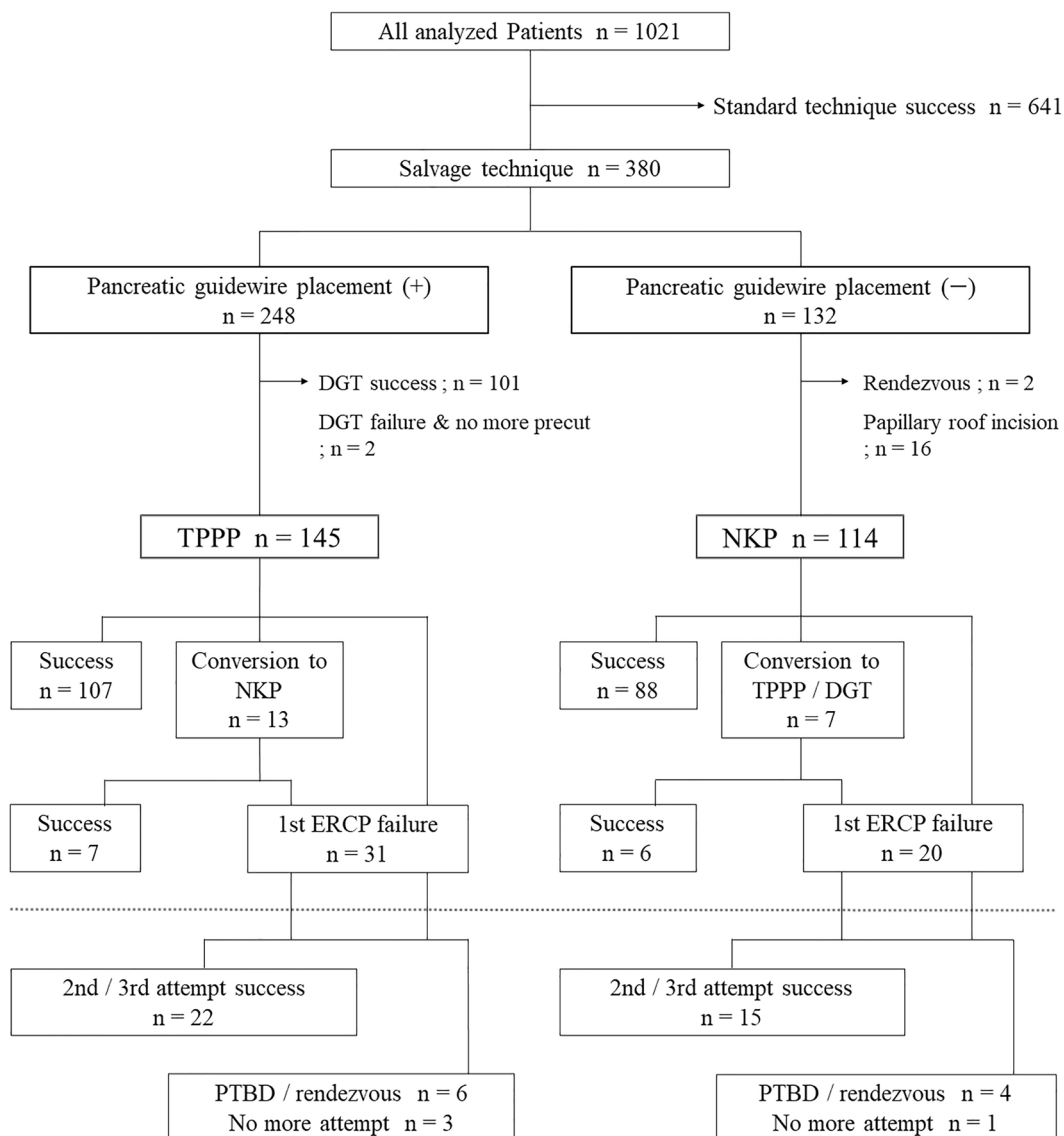 All analyzed Patients n = 1021
Standard technique success n = 641
Salvage technique n = 380
Pancreatic guidewire placement (+)
n = 248
Pancreatic guidewire placement (−)
n = 132
DGT success ; n = 101
DGT failure & no more precut
; n = 2
Rendezvous ; n = 2
Papillary roof incision
; n = 16
TPPP n = 145
NKP n = 114
Success
n = 107
Conversion to
NKP
n = 13
Success
n = 88
Conversion to
TPPP / DGT
n = 7
Success
n = 7
1st ERCP failure
n = 31
Success
n = 6
1st ERCP failure
n = 20
2nd / 3rd attempt success
n = 22
2nd / 3rd attempt success
n = 15
PTBD / rendezvous n = 6
No more attempt n = 3
PTBD / rendezvous n = 4
No more attempt n = 1